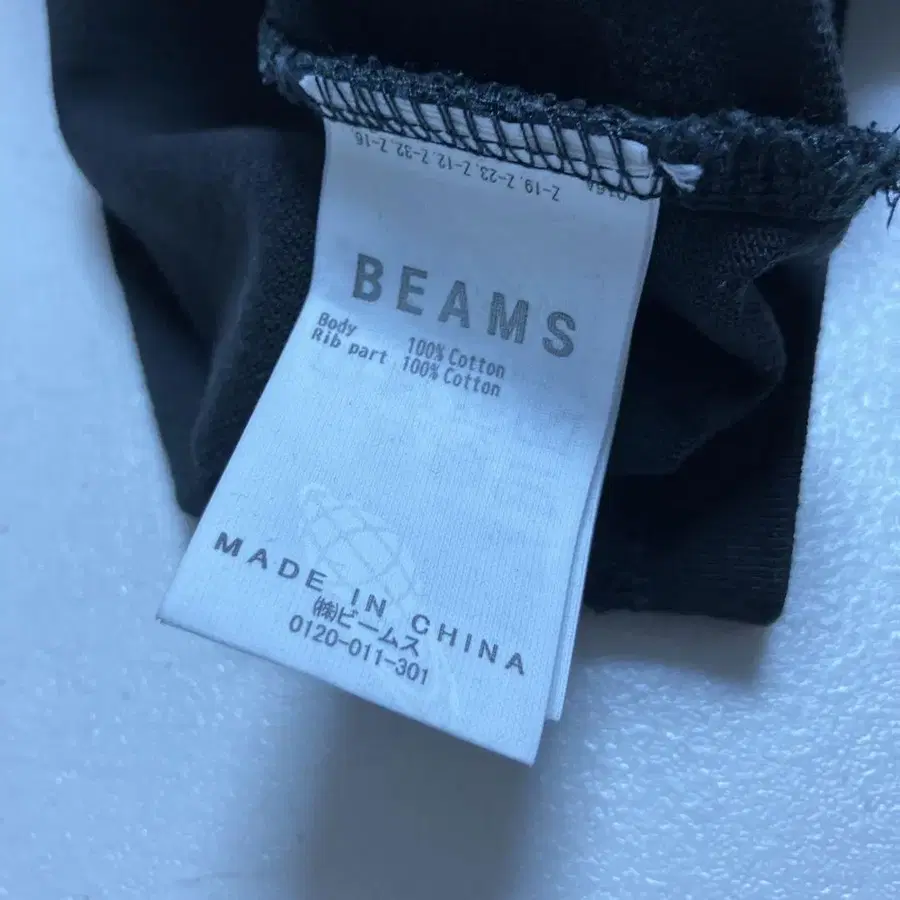 Z-19. Z-23. Z-12. Z-32. Z-16
BEAMS
Body 100% Cotton
Rib part 100% Cotton
MADE IN CHINA
㈱ビームス
0120-011-301